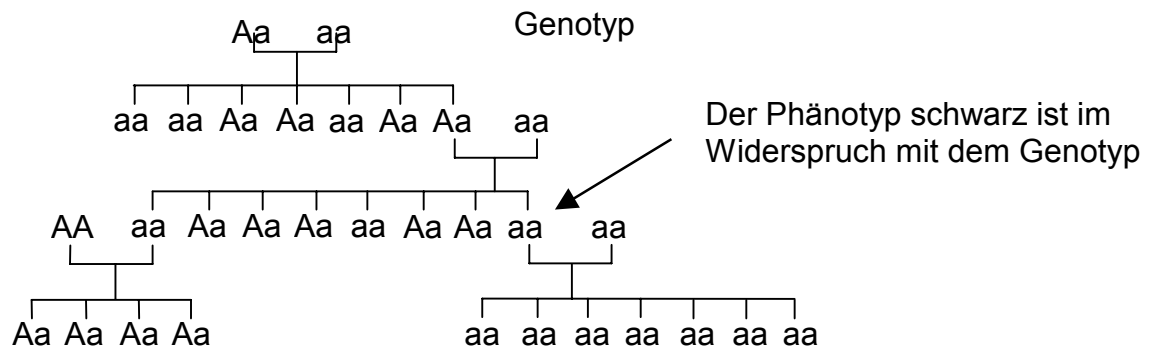 Aa aa Genotyp
aa aa Aa Aa aa Aa Aa aa
Der Phänotyp schwarz ist im
Widerspruch mit dem Genotyp
AA aa Aa Aa Aa aa Aa Aa aa aa
Aa Aa Aa Aa aa aa aa aa aa aa aa